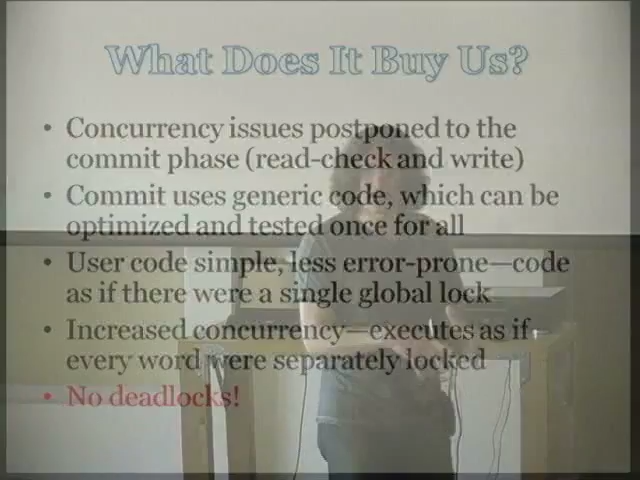 What Does It Buy Us?
• Concurrency issues postponed to the
commit phase (read-check and write)
• Commit uses generic code, which can be
optimized and tested once for all
• User code simple, less error-prone—code
as if there were a single global lock
• Increased concurrency—executes as if
every word were separately locked
• No deadlocks!